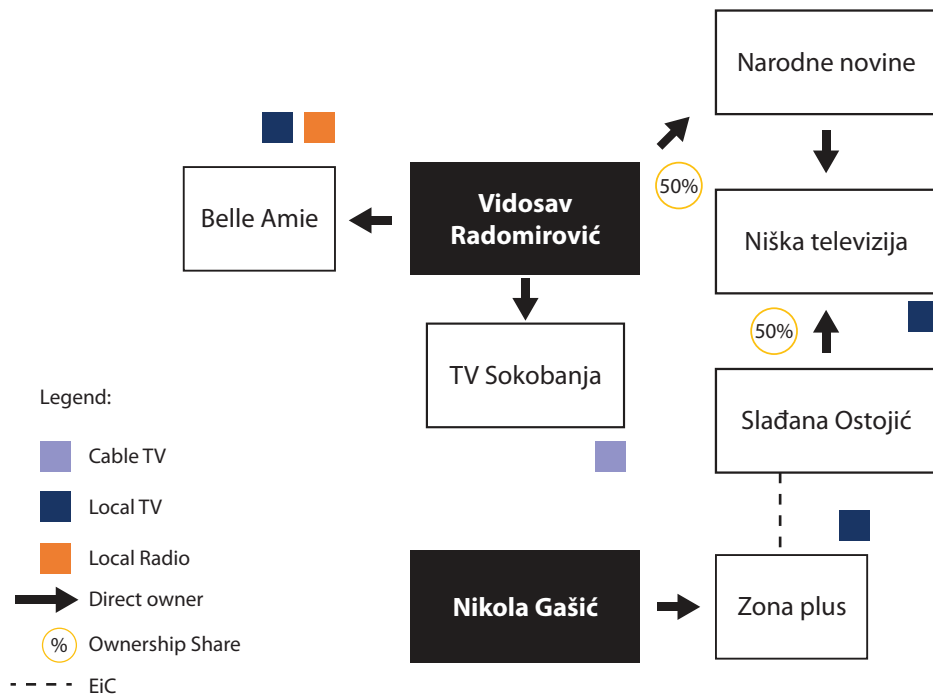 Narodne novine
50%
Vidosav
Radomirović
Belle Amie
Niška televizija
50%
TV Sokobanja
Slađana Ostojić
Legend:
Cable TV
Local TV
Local Radio
Direct owner
% Ownership Share
EiC
Nikola Gašić
Zona plus